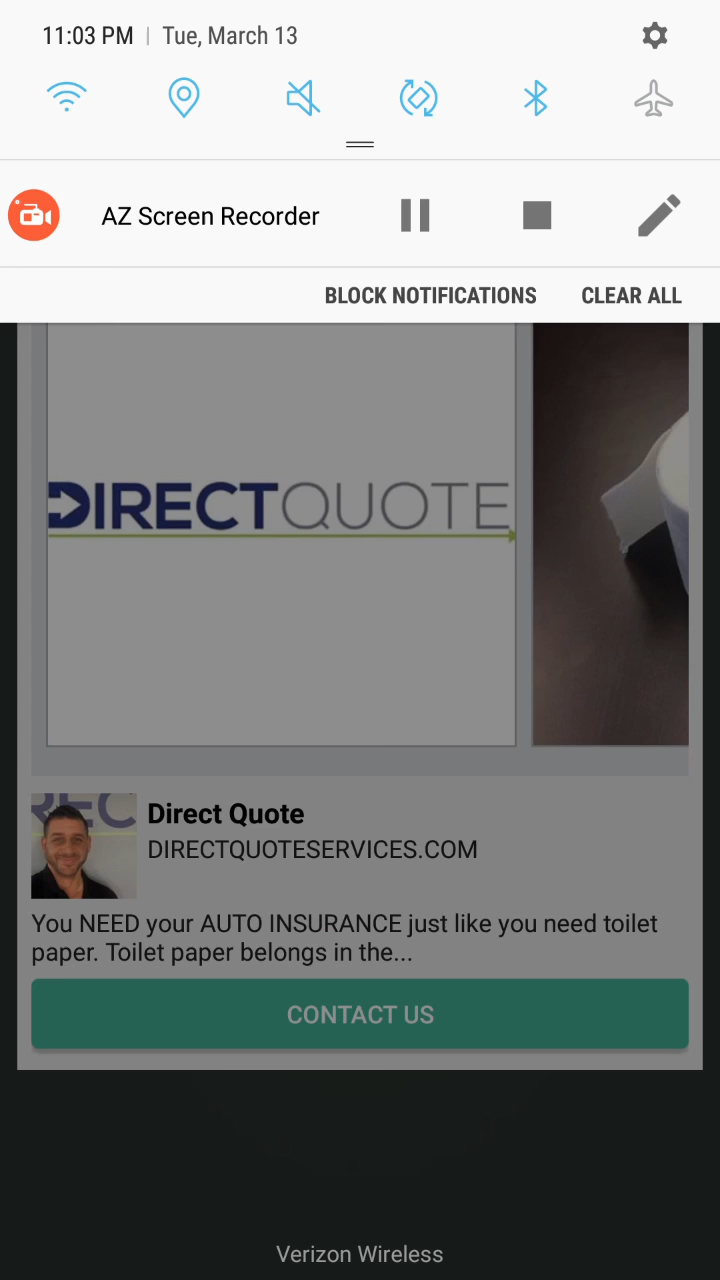 11:03 PM | Tue, March 13
AZ Screen Recorder
BLOCK NOTIFICATIONS CLEAR ALL
DIRECTQUOTE
REC
Direct Quote
DIRECTQUOTESERVICES.COM
You NEED your AUTO INSURANCE just like you need toilet
paper. Toilet paper belongs in the...
CONTACT US
Verizon Wireless